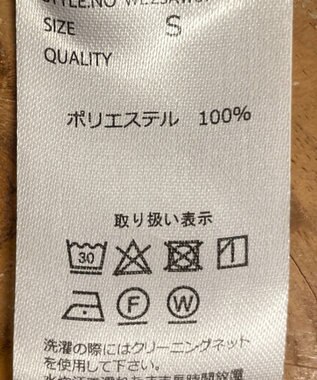 STYLE.NO
SIZE S
QUALITY
ポリエステル 100%
取り扱い表示
30
F W
洗濯の際にはクリーニングネット
を使用して下さい。